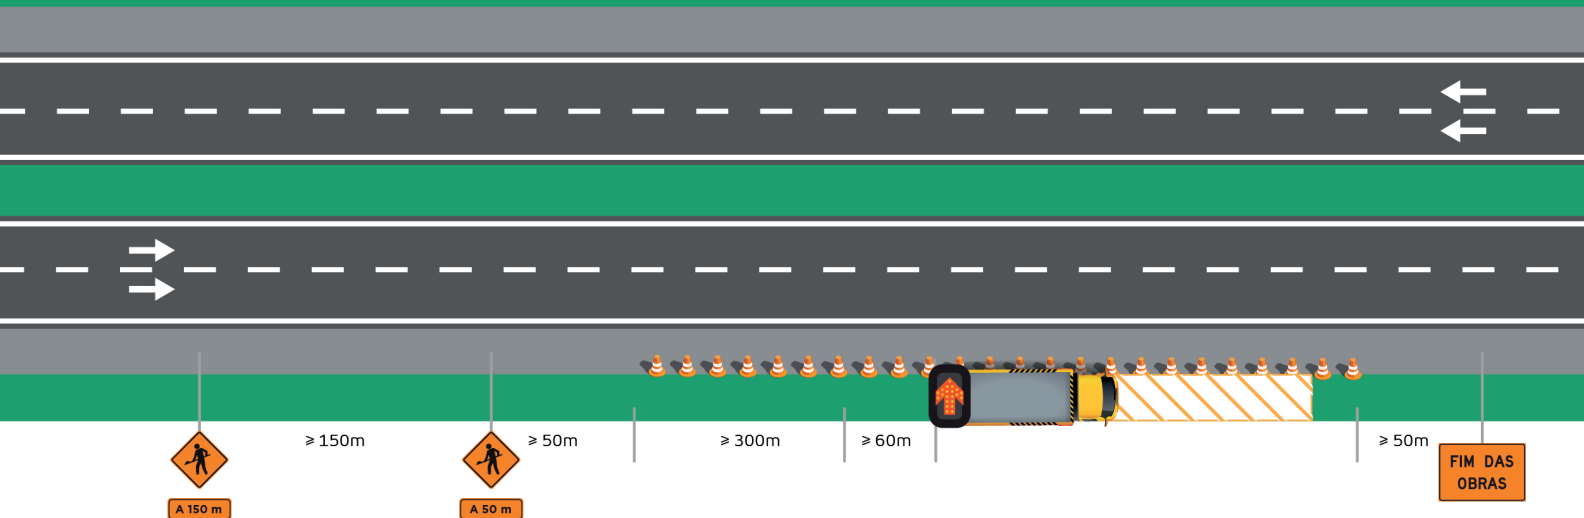 ⩾ 150m
⩾ 50m
⩾ 300m
⩾ 60m
⩾ 50m
A 150 m
A 50 m
FIM DAS
OBRAS